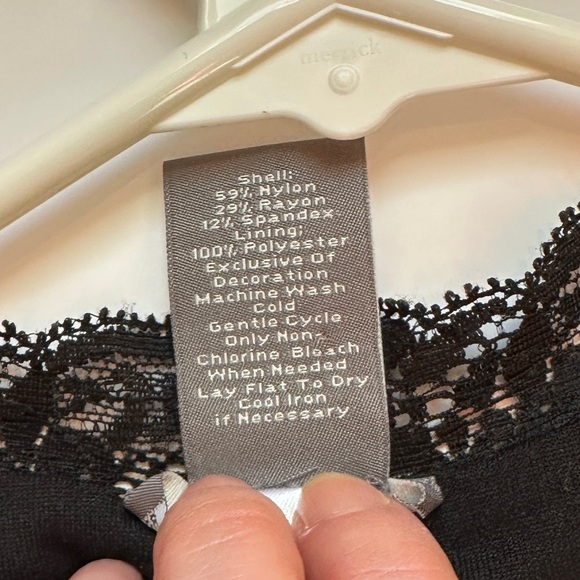 merrick
Shell:
59% Nylon
29% Rayon
12% Spandex
Lining:
100% Polyester
Exclusive Of
Decoration
Machine Wash
Cold
Gentle Cycle
Only Non-
Chlorine Bleach
When Needed
Lay Flat To Dry
Cool Iron
if Necessary